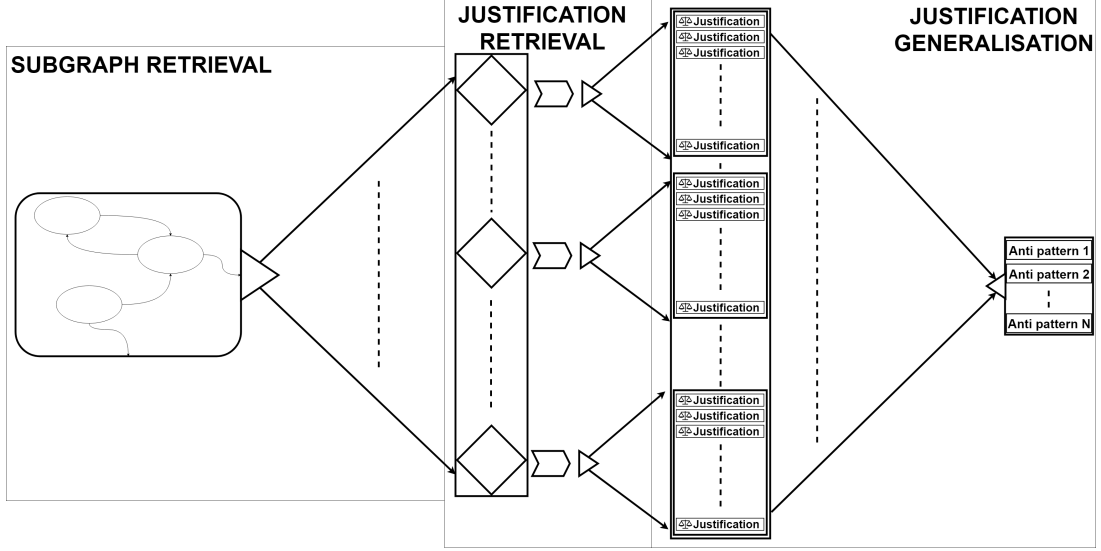 SUBGRAPH RETRIEVAL
JUSTIFICATION
RETRIEVAL
JUSTIFICATION
GENERALISATION
Justification
Justification
Justification
Justification
Justification
Justification
Justification
Justification
Justification
Justification
Justification
Justification
Anti pattern 1
Anti pattern 2
Anti pattern N